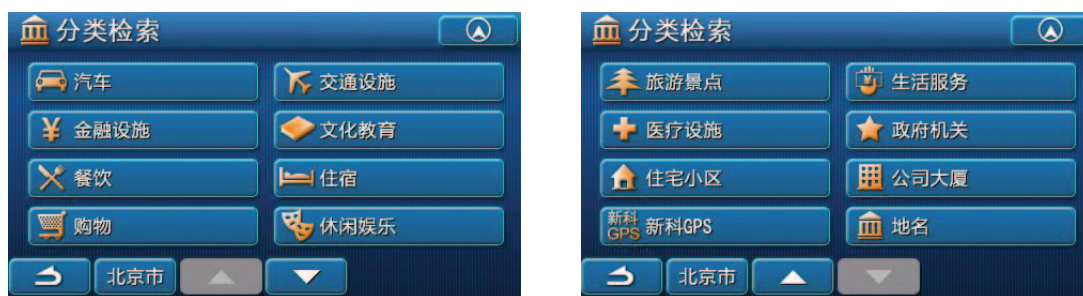 分类检索
汽车
交通设施
金融设施
文化教育
餐饮
住宿
购物
休闲娱乐
北京市
分类检索
旅游景点
生活服务
医疗设施
政府机关
住宅小区
公司大厦
新科GPS
新科GPS
地名
北京市